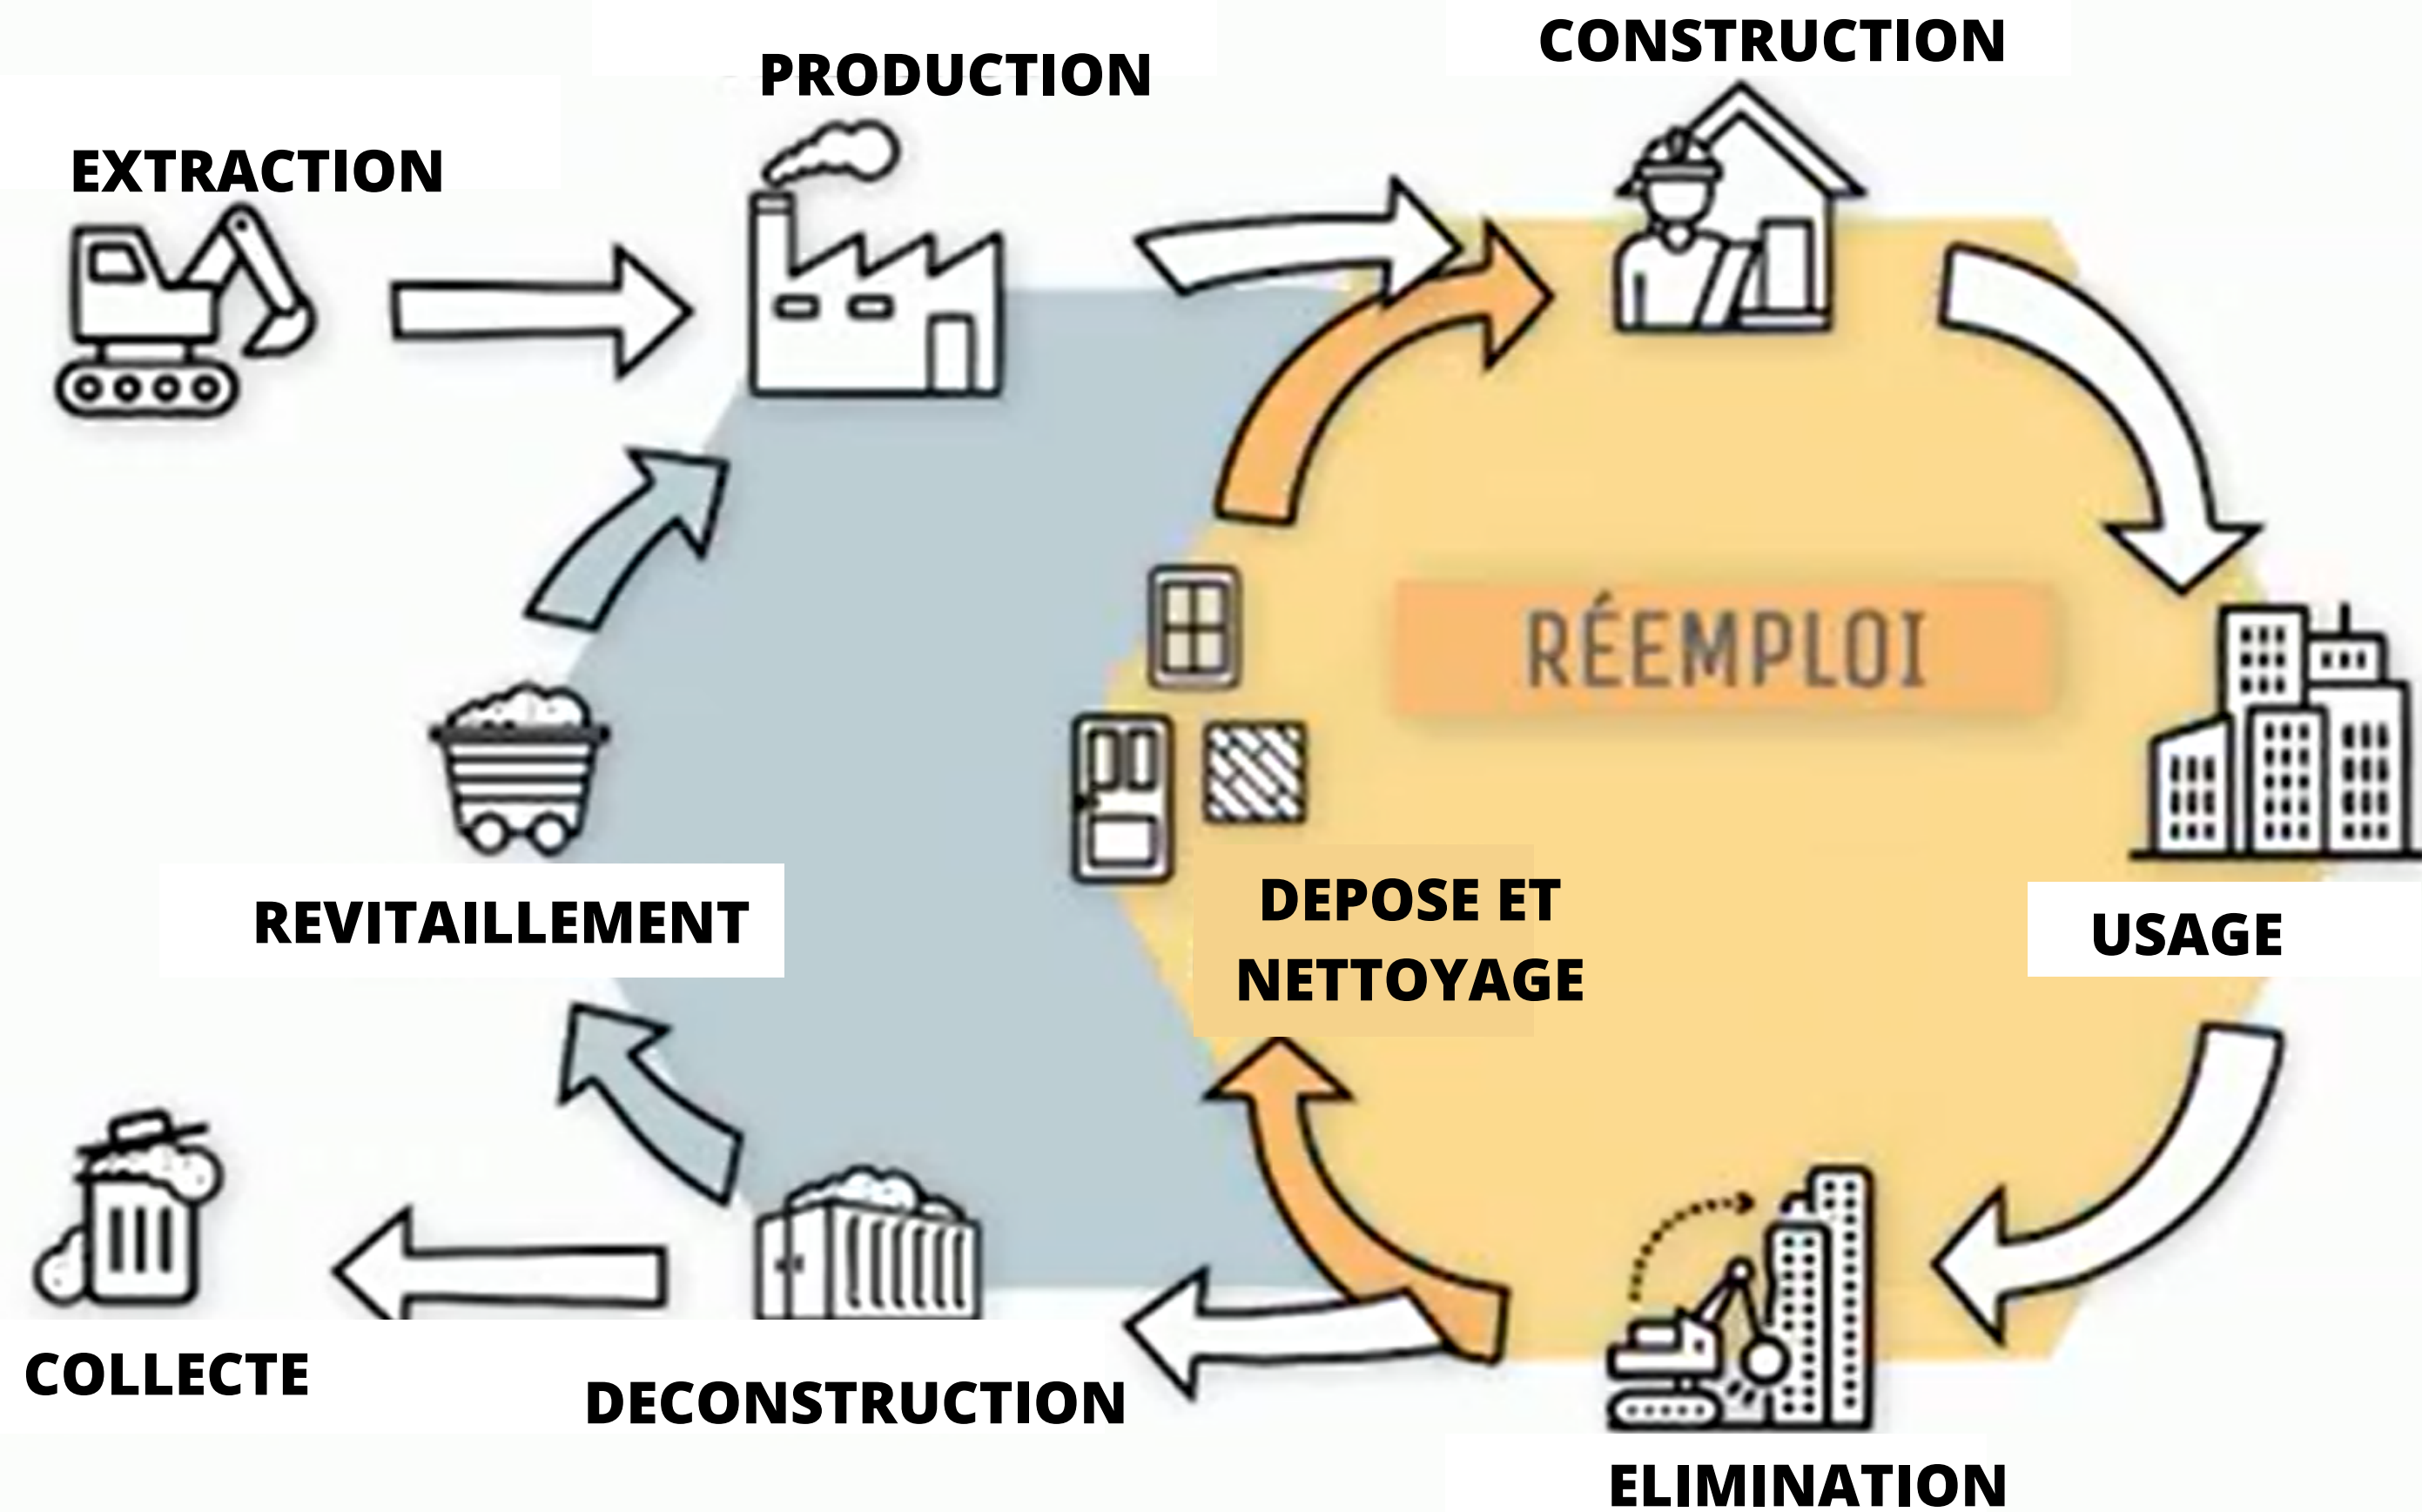 CONSTRUCTION
PRODUCTION
EXTRACTION
RÉEMPLOI
DEPOSE ET
NETTOYAGE
REVITAILLEMENT
USAGE
COLLECTE
DECONSTRUCTION
ELIMINATION